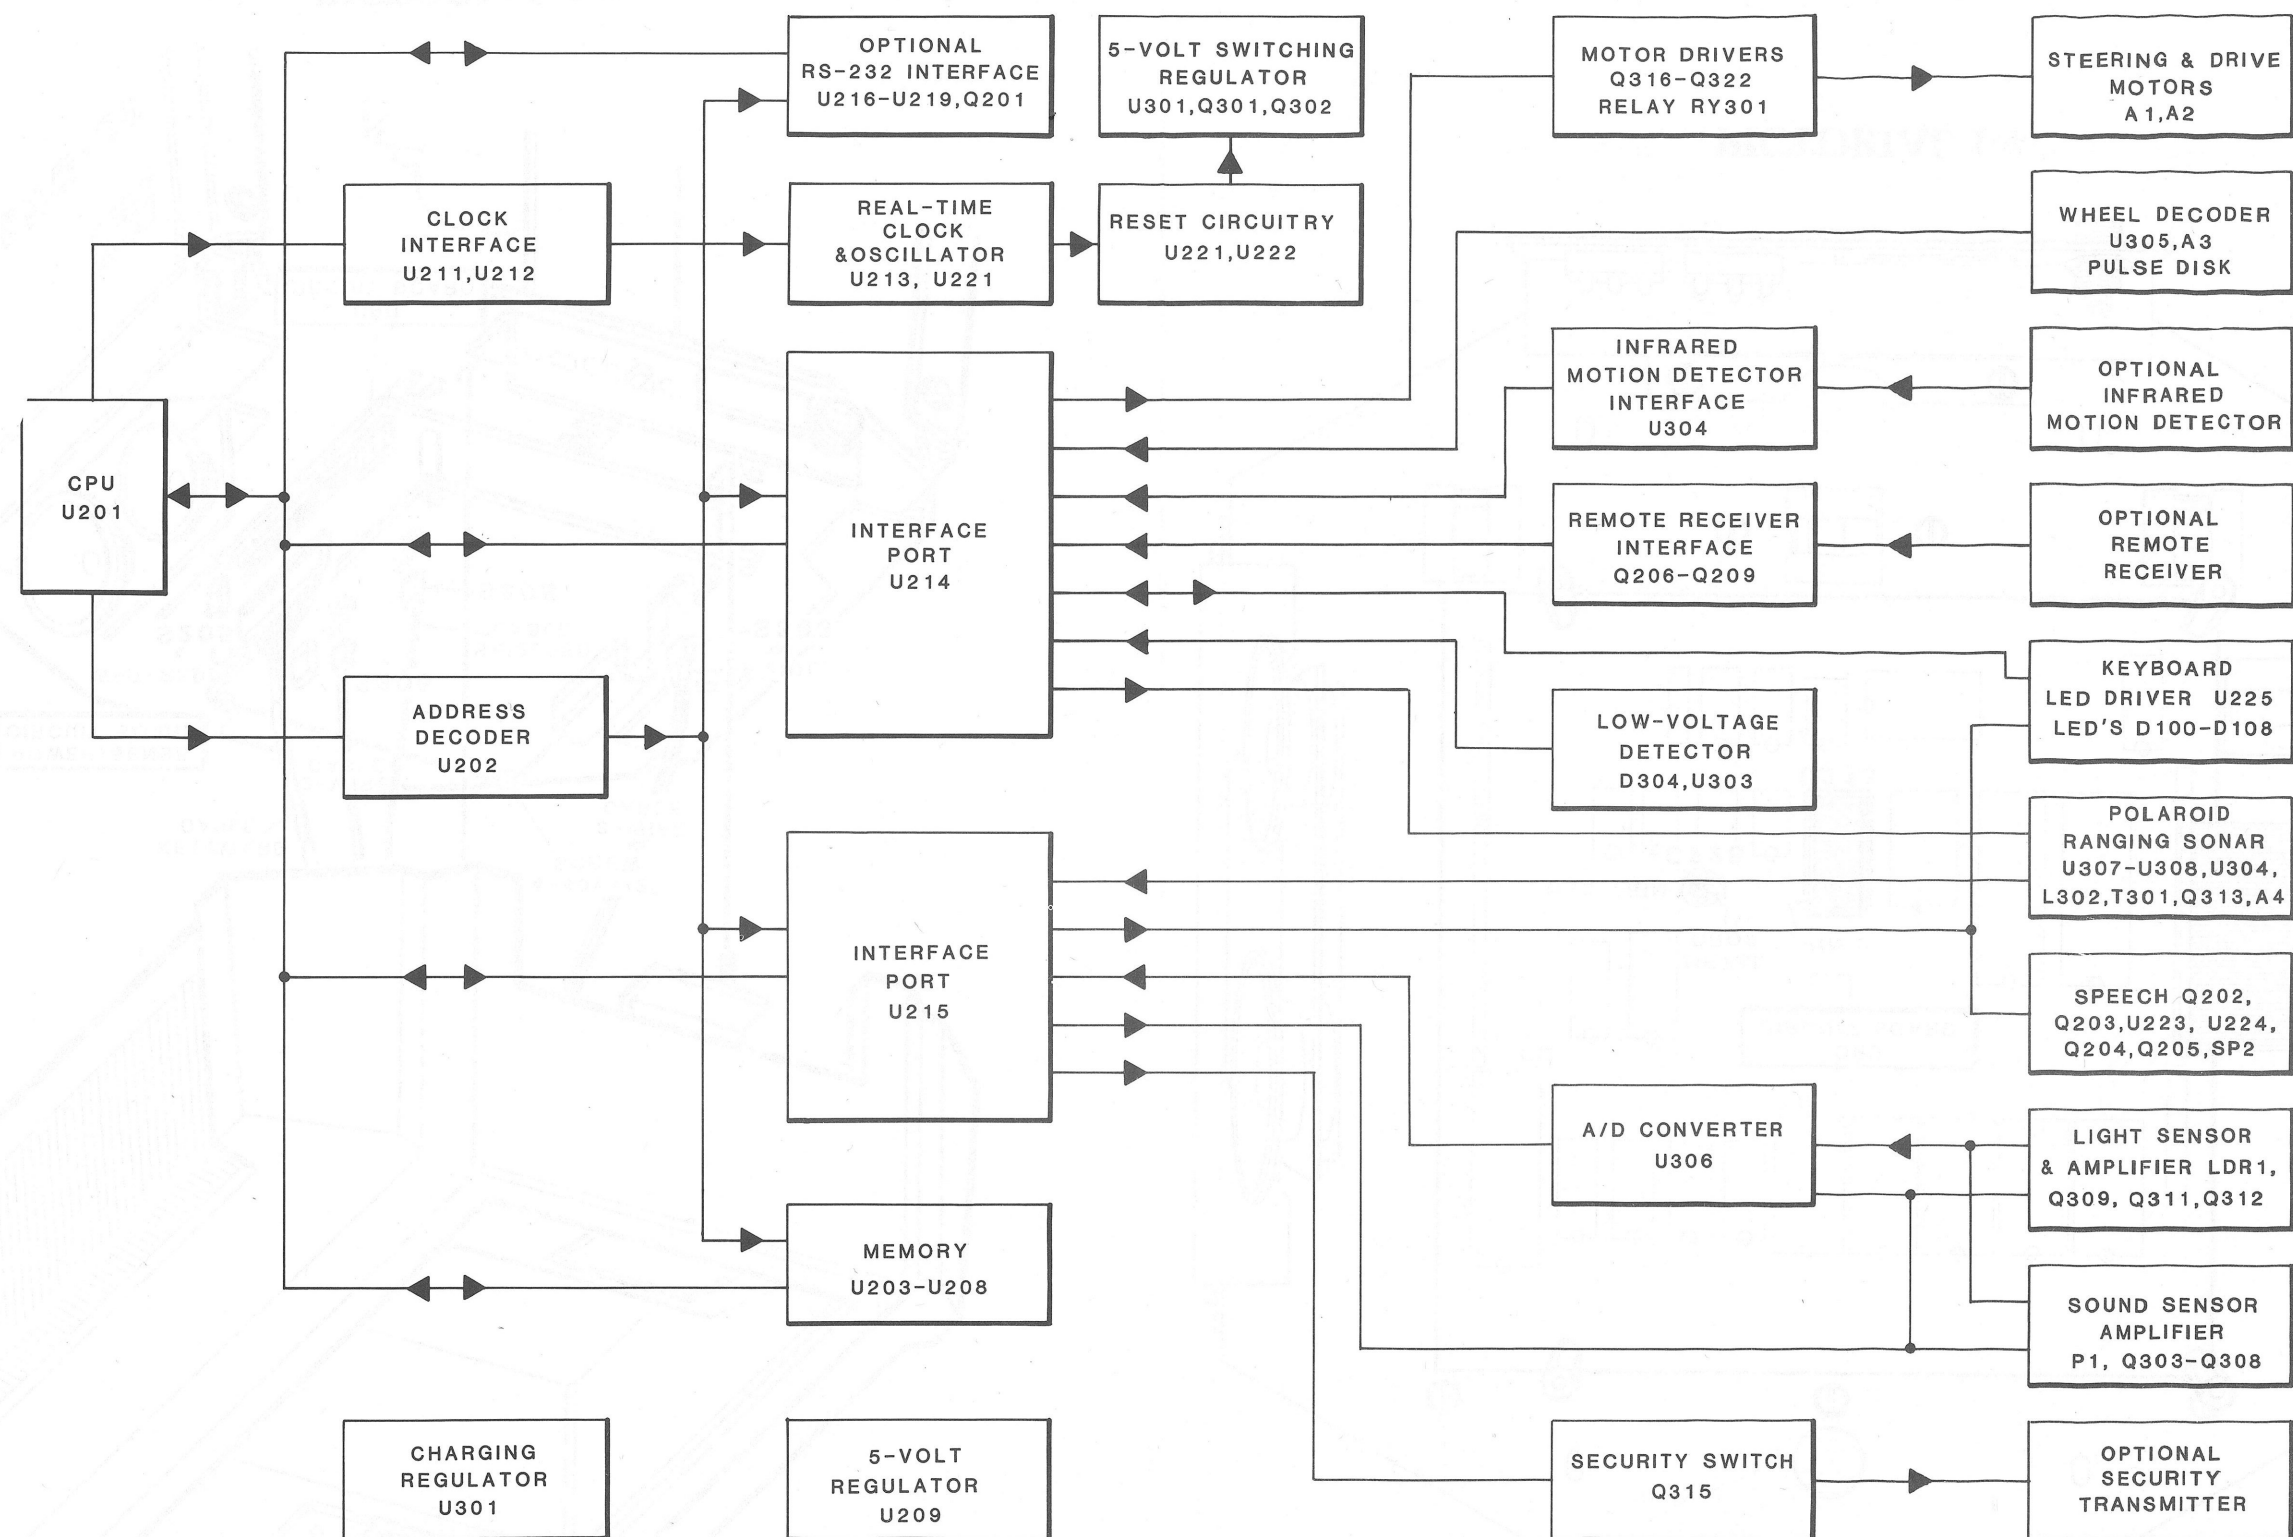 OPTIONAL
RS-232 INTERFACE
U216-U219,Q201
5-VOLT SWITCHING
REGULATOR
U301,Q301,Q302
MOTOR DRIVERS
Q316-Q322
RELAY RY301
STEERING & DRIVE
MOTORS
A1,A2
CLOCK
INTERFACE
U211,U212
REAL-TIME
CLOCK
&OSCILLATOR
U213, U221
RESET CIRCUITRY
U221,U222
WHEEL DECODER
U305,A3
PULSE DISK
INFRARED
MOTION DETECTOR
INTERFACE
U304
OPTIONAL
INFRARED
MOTION DETECTOR
CPU
U201
INTERFACE
PORT
U214
REMOTE RECEIVER
INTERFACE
Q206-Q209
OPTIONAL
REMOTE
RECEIVER
ADDRESS
DECODER
U202
LOW-VOLTAGE
DETECTOR
D304,U303
KEYBOARD
LED DRIVER U225
LED'S D100-D108
POLAROID
RANGING SONAR
U307-U308,U304,
L302,T301,Q313,A4
INTERFACE
PORT
U215
SPEECH Q202,
Q203,U223, U224,
Q204,Q205,SP2
A/D CONVERTER
U306
LIGHT SENSOR
& AMPLIFIER LDR1,
Q309, Q311,Q312
MEMORY
U203-U208
SOUND SENSOR
AMPLIFIER
P1, Q303-Q308
CHARGING
REGULATOR
U301
5-VOLT
REGULATOR
U209
SECURITY SWITCH
Q315
OPTIONAL
SECURITY
TRANSMITTER